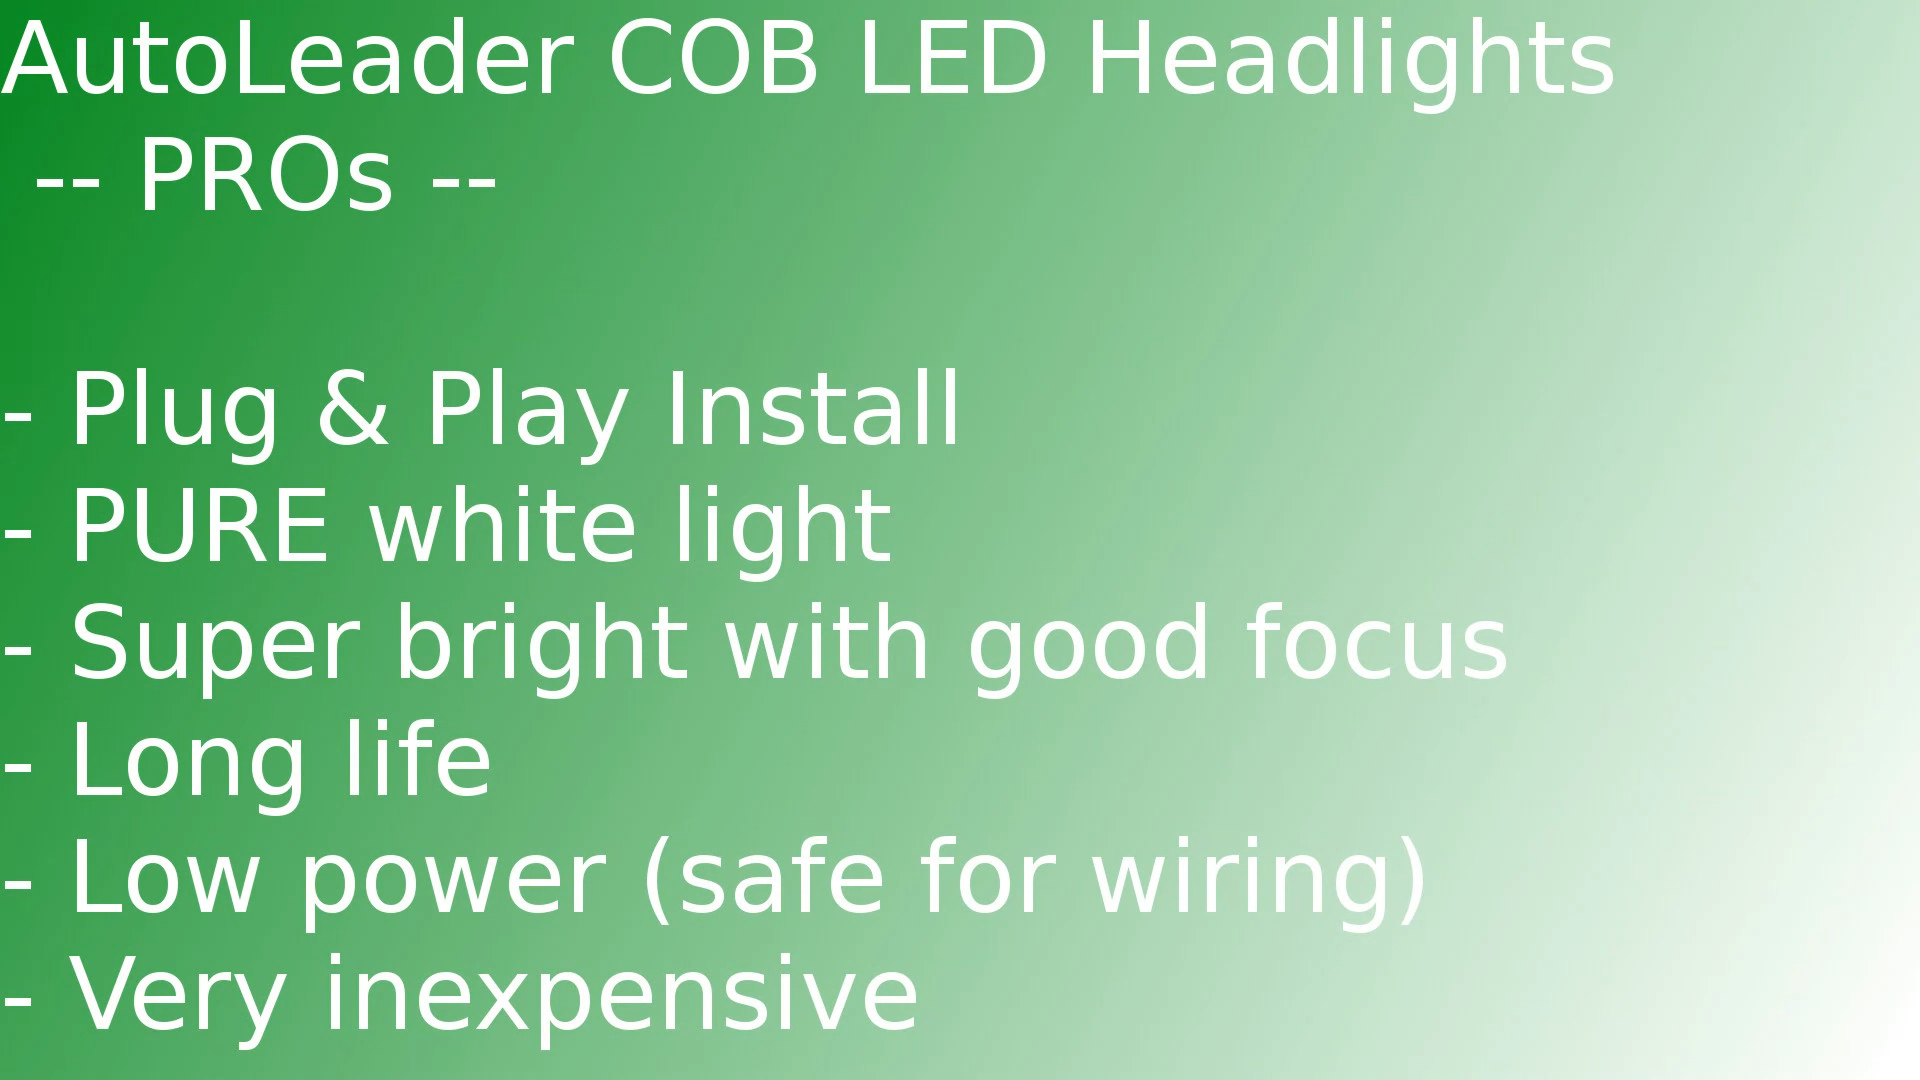 AutoLeader COB LED Headlights
-- PROs --
- Plug & Play Install
- PURE white light
- Super bright with good focus
- Long life
- Low power (safe for wiring)
- Very inexpensive